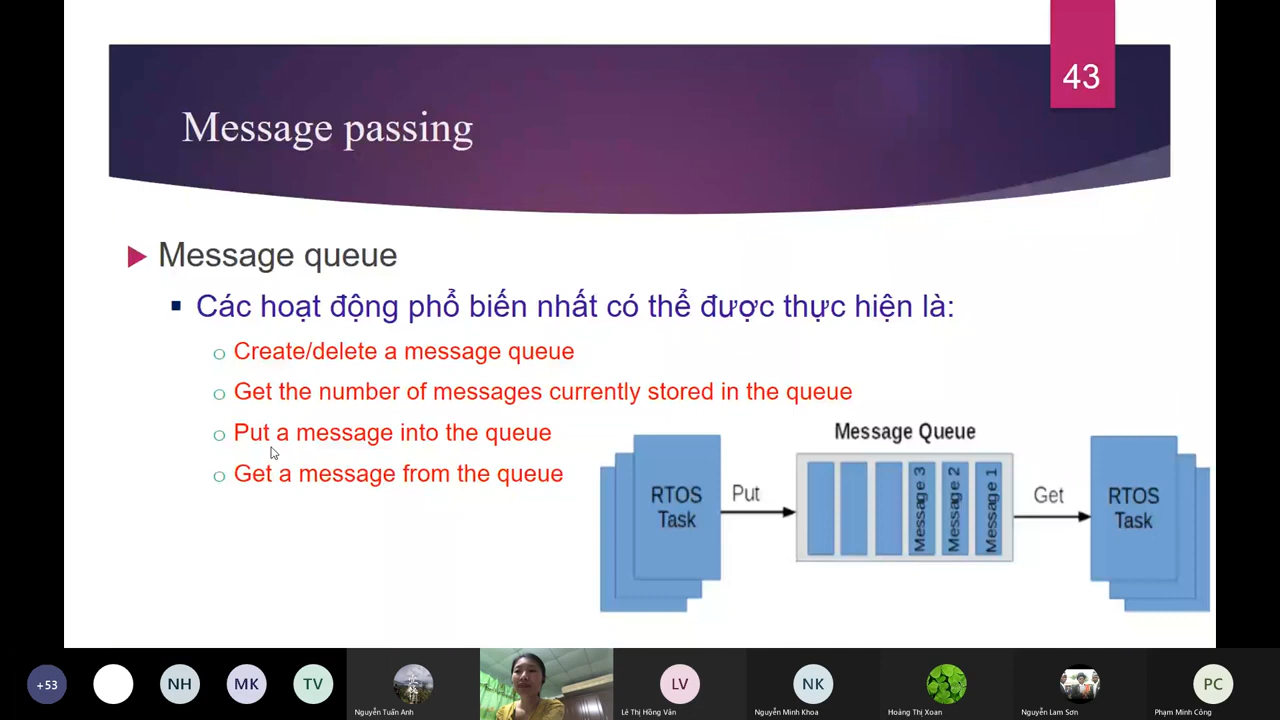 43
Message passing
Message queue
Các hoạt động phổ biến nhất có thể được thực hiện là:
Create/delete a message queue
Get the number of messages currently stored in the queue
Put a message into the queue
Get a message from the queue
Message Queue
RTOS
Task
Put
Message 3
Message 2
Message 1
Get
RTOS
Task
+53
NH
MK
TV
Nguyễn Tuấn Anh
LV
Lê Thị Hồng Vân
NK
Nguyễn Minh Khoa
Hoàng Thị Xoan
Nguyễn Lam Sơn
PC
Phạm Minh Công